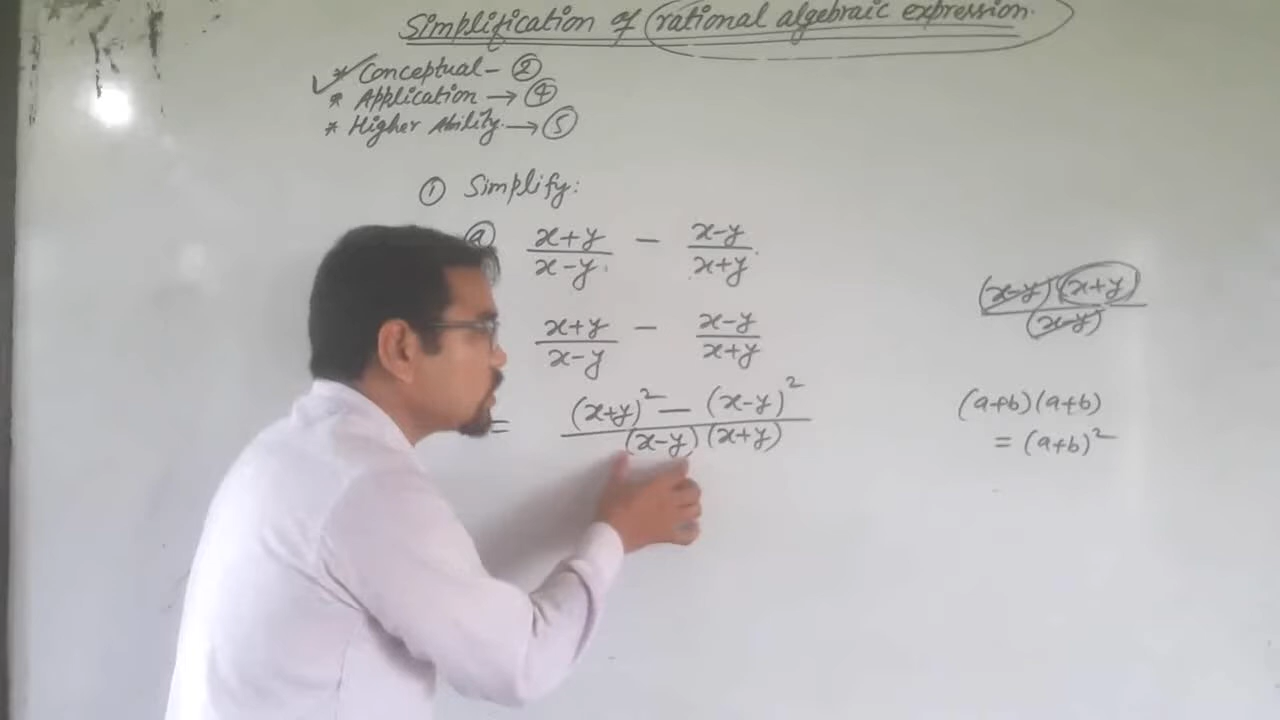 Simplification of rational algebraic expression.
* Conceptual - ②
* Application → ④
* Higher Ability. → ⑤
① Simplify:
ⓐ (x+y)/(x-y) - (x-y)/(x+y)
(x+y)/(x-y) - (x-y)/(x+y)
= ((x+y)² - (x-y)²)/((x-y)(x+y))
(x-y)(x+y)/(x-y)
(a+b)(a+b)
= (a+b)²